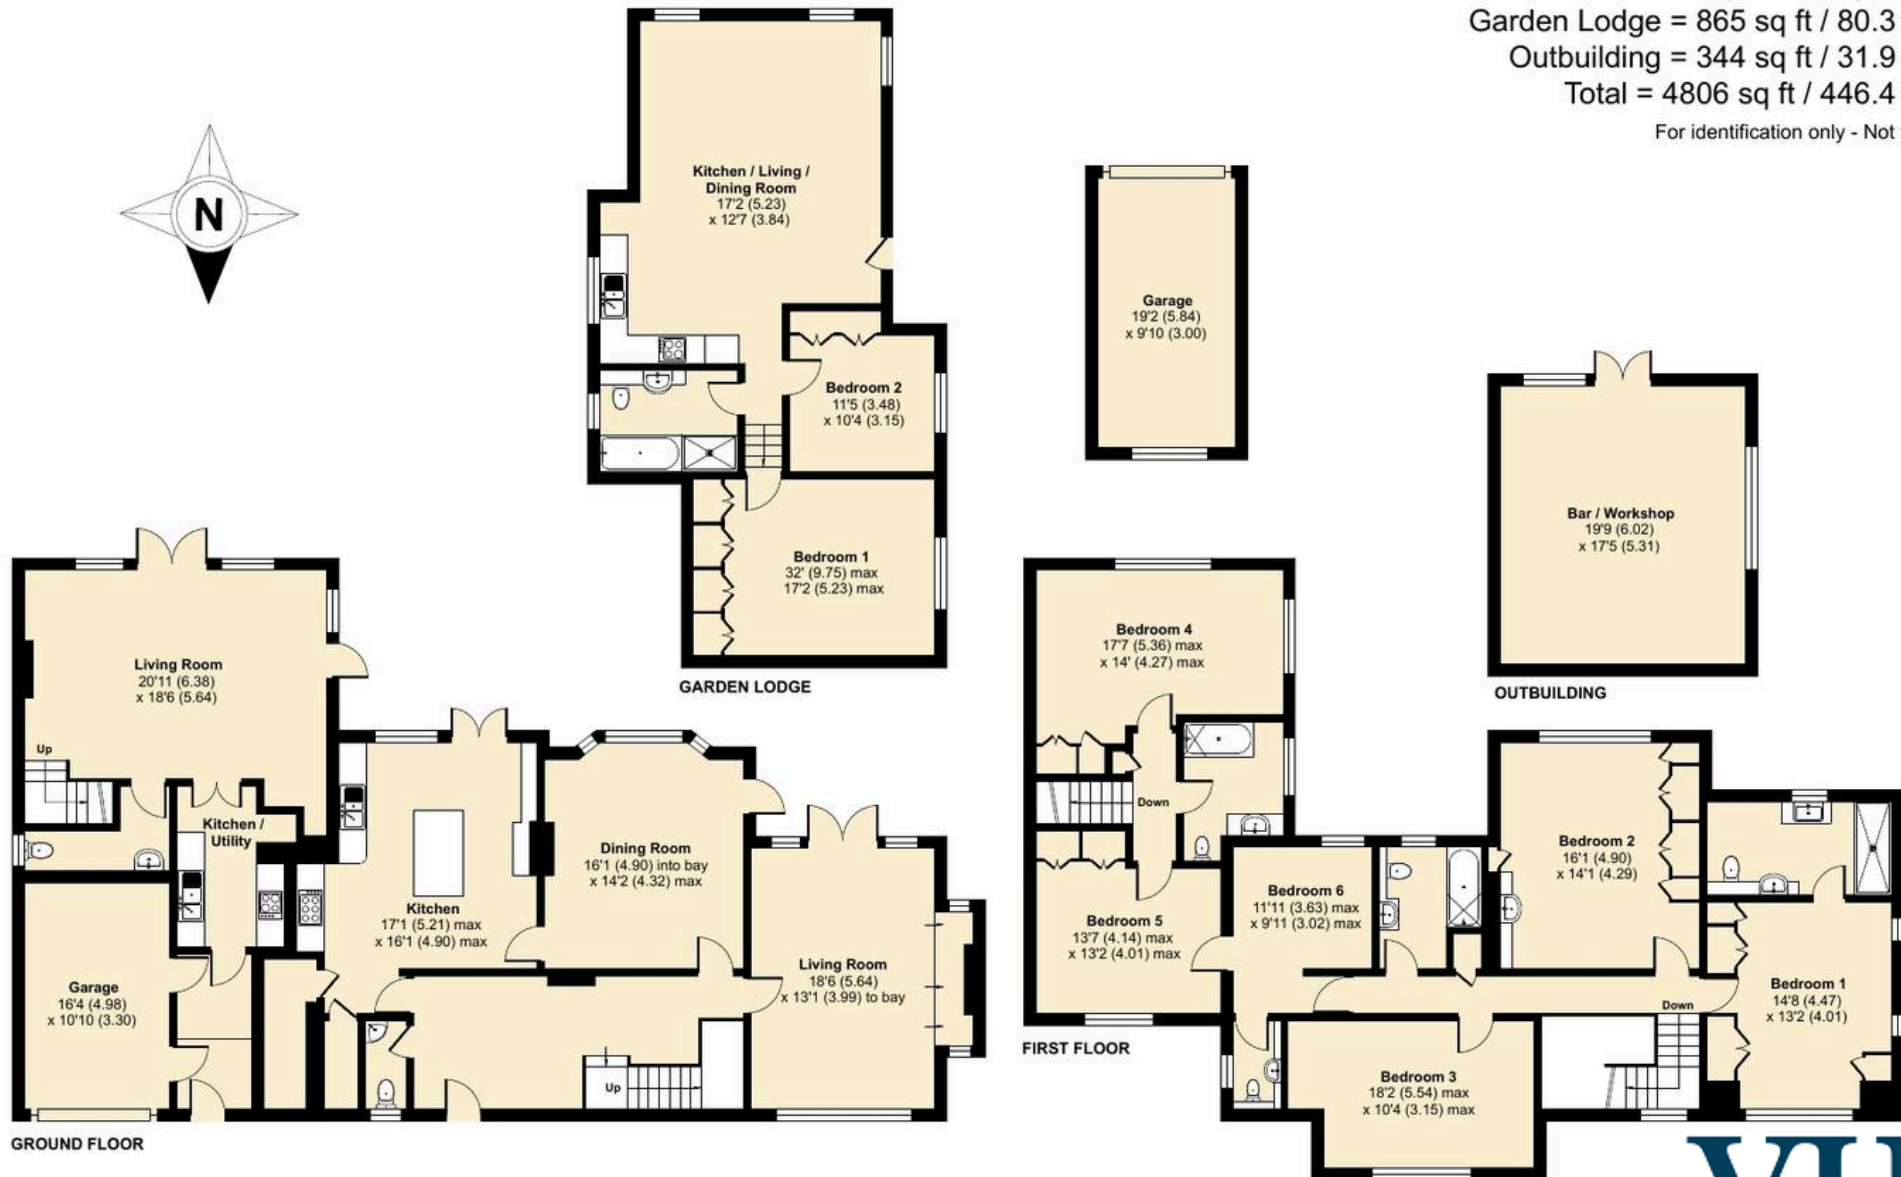 Garden Lodge = 865 sq ft / 80.3
Outbuilding = 344 sq ft / 31.9
Total = 4806 sq ft / 446.4
For identification only - Not
N
Kitchen / Living /
Dining Room
17'2 (5.23)
x 12'7 (3.84)
Bedroom 2
11'5 (3.48)
x 10'4 (3.15)
Bedroom 1
32' (9.75) max
17'2 (5.23) max
GARDEN LODGE
Garage
19'2 (5.84)
x 9'10 (3.00)
Bar / Workshop
19'9 (6.02)
x 17'5 (5.31)
OUTBUILDING
Living Room
20'11 (6.38)
x 18'6 (5.64)
Up
Kitchen /
Utility
Kitchen
17'1 (5.21) max
x 16'1 (4.90) max
Dining Room
16'1 (4.90) into bay
x 14'2 (4.32) max
Living Room
18'6 (5.64)
x 13'1 (3.99) to bay
Garage
16'4 (4.98)
x 10'10 (3.30)
Up
GROUND FLOOR
Bedroom 4
17'7 (5.36) max
x 14' (4.27) max
Down
Bedroom 5
13'7 (4.14) max
x 13'2 (4.01) max
Bedroom 6
11'11 (3.63) max
x 9'11 (3.02) max
Bedroom 2
16'1 (4.90)
x 14'1 (4.29)
Bedroom 1
14'8 (4.47)
x 13'2 (4.01)
Down
Bedroom 3
18'2 (5.54) max
x 10'4 (3.15) max
FIRST FLOOR